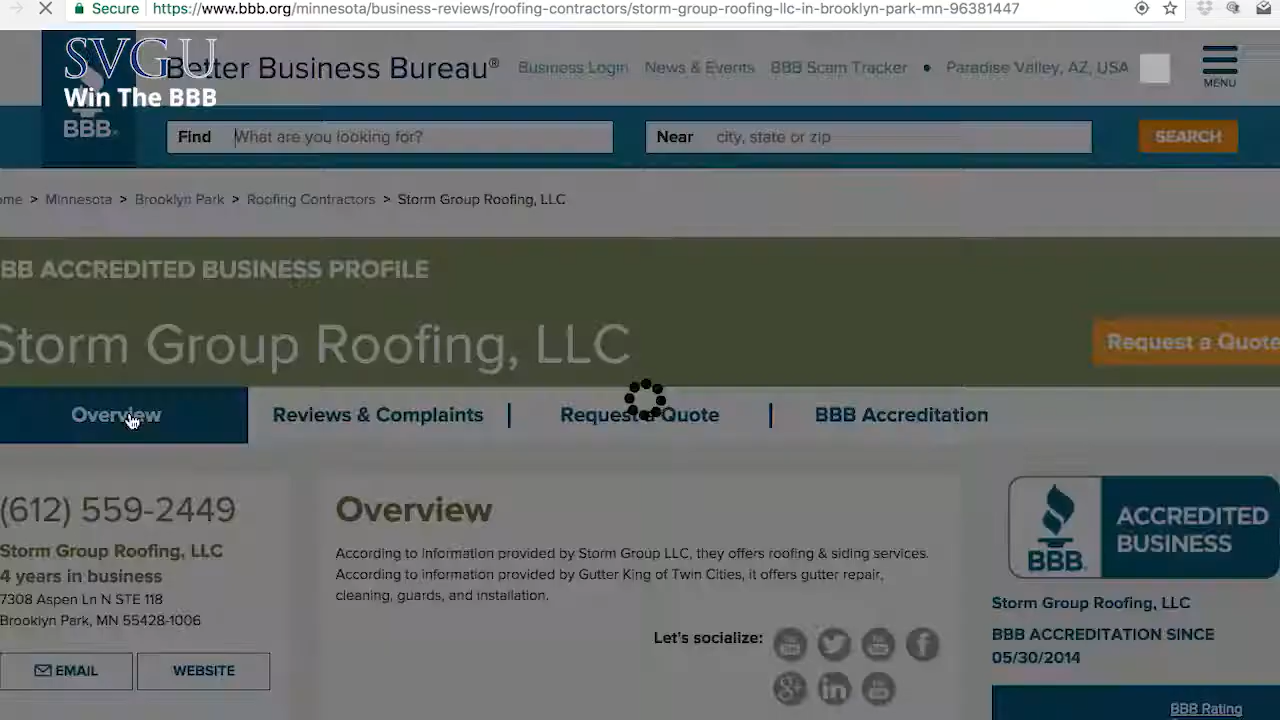 Secure https://www.bbb.org/minnesota/business-reviews/roofing-contractors/storm-group-roofing-llc-in-brooklyn-park-mn-96381447
SVGU
Win The BBB
BBB.
Better Business Bureau® Business Login News & Events BBB Scam Tracker • Paradise Valley, AZ, USA
MENU
Find What are you looking for? Near city, state or zip SEARCH
ome > Minnesota > Brooklyn Park > Roofing Contractors > Storm Group Roofing, LLC
BB ACCREDITED BUSINESS PROFILE
Storm Group Roofing, LLC
Request a Quote
Overview Reviews & Complaints Request a Quote BBB Accreditation
(612) 559-2449
Storm Group Roofing, LLC
4 years in business
7308 Aspen Ln N STE 118
Brooklyn Park, MN 55428-1006
EMAIL WEBSITE
Overview
According to information provided by Storm Group LLC, they offers roofing & siding services.
According to information provided by Gutter King of Twin Cities, it offers gutter repair,
cleaning, guards, and installation.
Let's socialize:
BBB.
ACCREDITED
BUSINESS
Storm Group Roofing, LLC
BBB ACCREDITATION SINCE
05/30/2014
BBB Rating